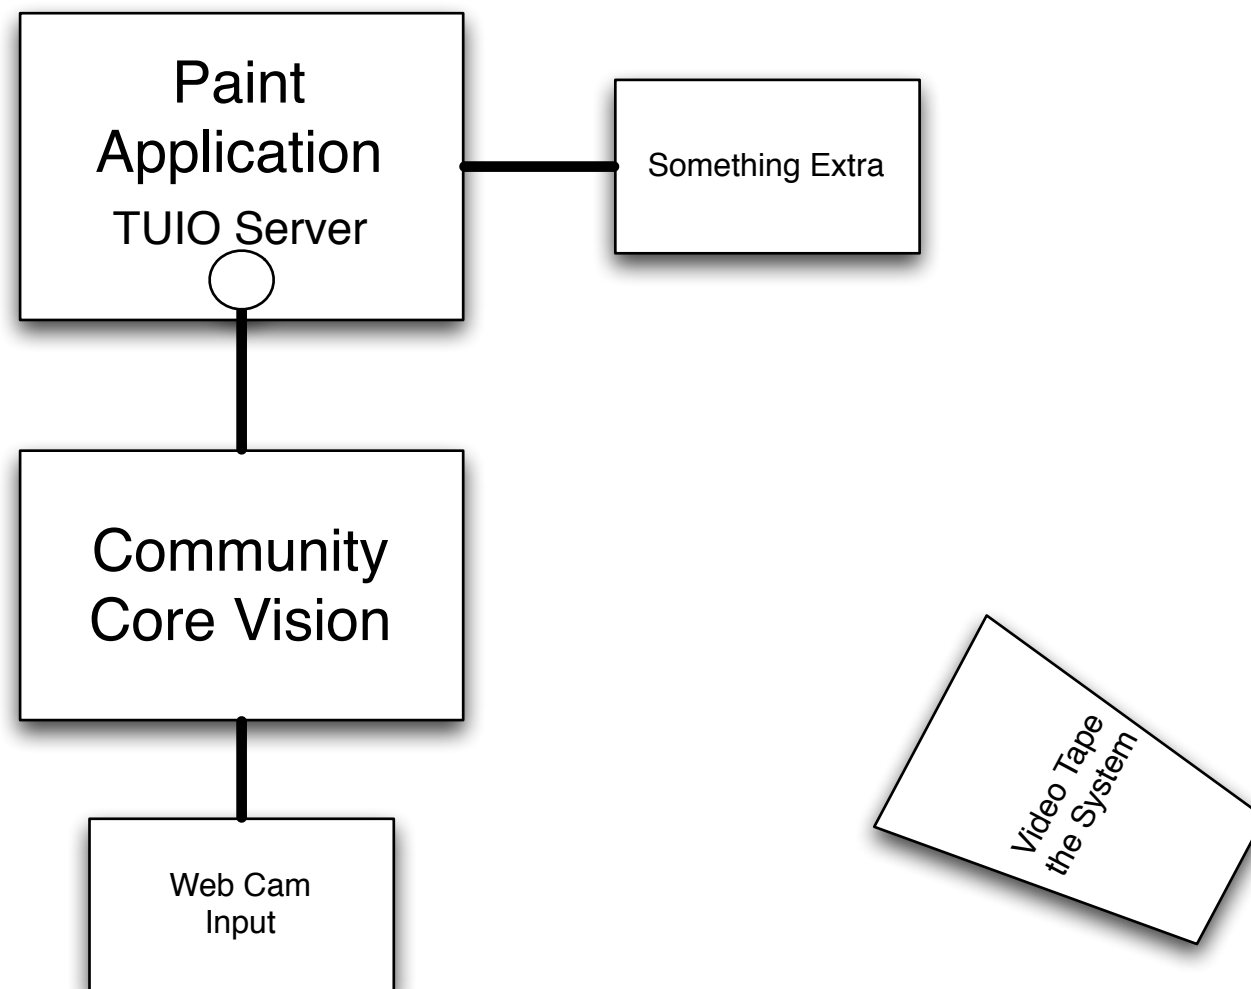 Paint
Application
TUIO Server
Something Extra
Community
Core Vision
Video Tape
the System
Web Cam
Input